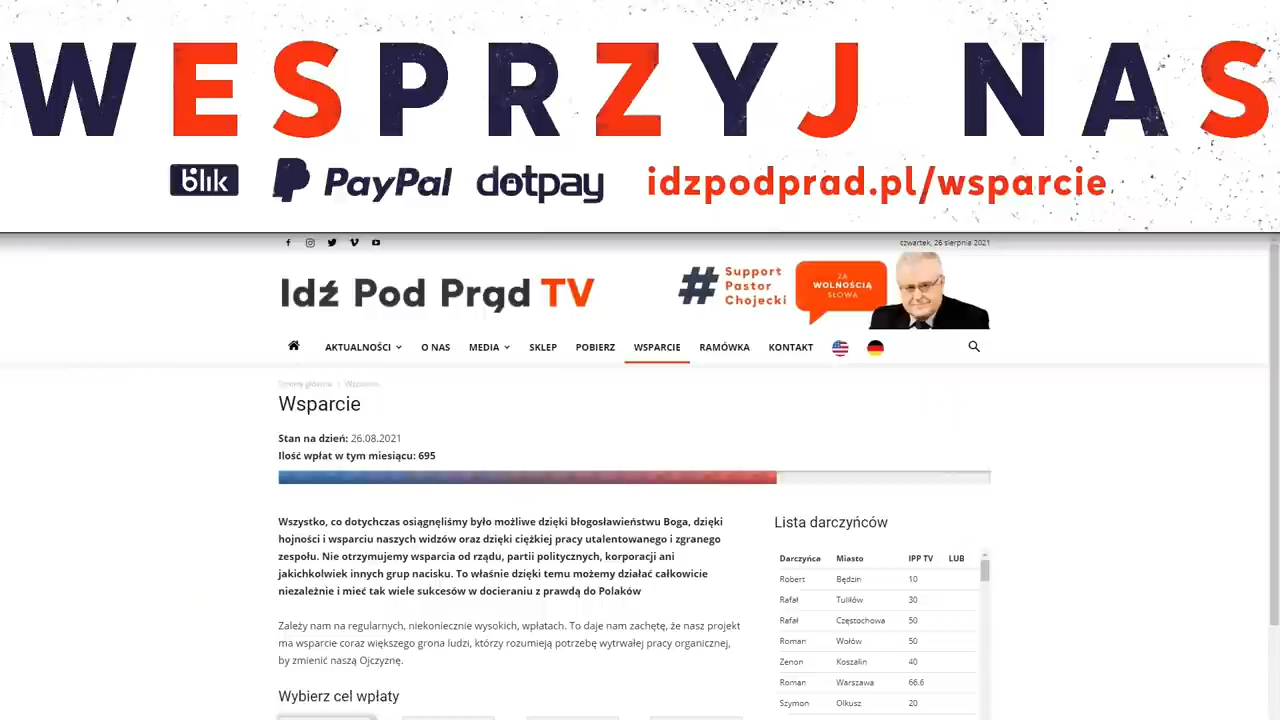 WESPRZYJ NAS
blik PayPal dotpay idzpodprad.pl/wsparcie
czwartek, 26 sierpnia 2021
Idź Pod Prąd TV
# Support Pastor Chojecki
ZA WOLNOŚCIĄ SŁOWA
AKTUALNOŚCI O NAS MEDIA SKLEP POBIERZ WSPARCIE RAMÓWKA KONTAKT
Strona główna Wsparcie
Wsparcie
Stan na dzień: 26.08.2021
Ilość wpłat w tym miesiącu: 695
Wszystko, co dotychczas osiągnęliśmy było możliwe dzięki błogosławieństwu Boga, dzięki
hojności i wsparciu naszych widzów oraz dzięki ciężkiej pracy utalentowanego i zgranego
zespołu. Nie otrzymujemy wsparcia od rządu, partii politycznych, korporacji ani
jakichkolwiek innych grup nacisku. To właśnie dzięki temu możemy działać całkowicie
niezależnie i mieć tak wiele sukcesów w docieraniu z prawdą do Polaków
Zależy nam na regularnych, niekoniecznie wysokich, wpłatach. To daje nam zachętę, że nasz projekt
ma wsparcie coraz większego grona ludzi, którzy rozumieją potrzebę wytrwałej pracy organicznej,
by zmienić naszą Ojczyznę.
Wybierz cel wpłaty
Lista darczyńców
Darczyńca Miasto IPP TV LUB
Robert Będzin 10
Rafał Tuliłów 30
Rafał Częstochowa 50
Roman Wołów 50
Zenon Koszalin 40
Roman Warszawa 66.6
Szymon Olkusz 20